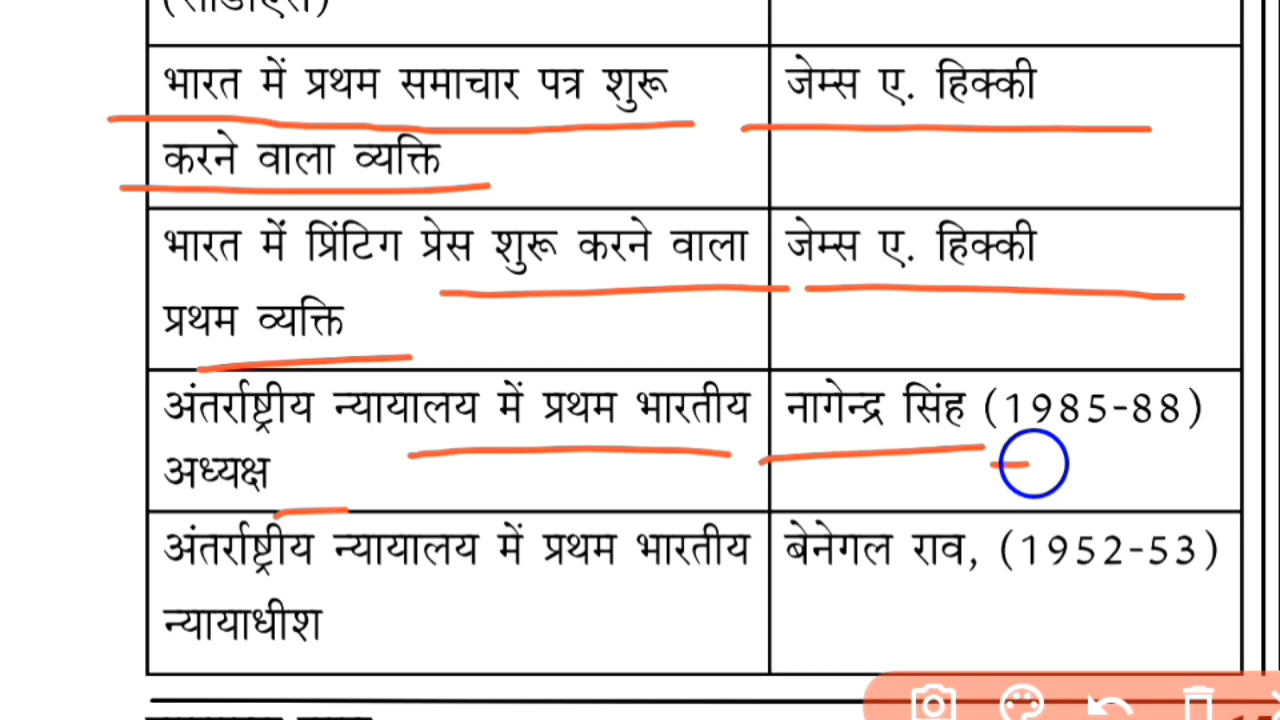 भारत में प्रथम समाचार पत्र शुरू
करने वाला व्यक्ति
जेम्स ए. हिक्की
भारत में प्रिंटिग प्रेस शुरू करने वाला
प्रथम व्यक्ति
जेम्स ए. हिक्की
अंतर्राष्ट्रीय न्यायालय में प्रथम भारतीय
अध्यक्ष
नागेन्द्र सिंह (1985-88)
अंतर्राष्ट्रीय न्यायालय में प्रथम भारतीय
न्यायाधीश
बेनेगल राव, (1952-53)